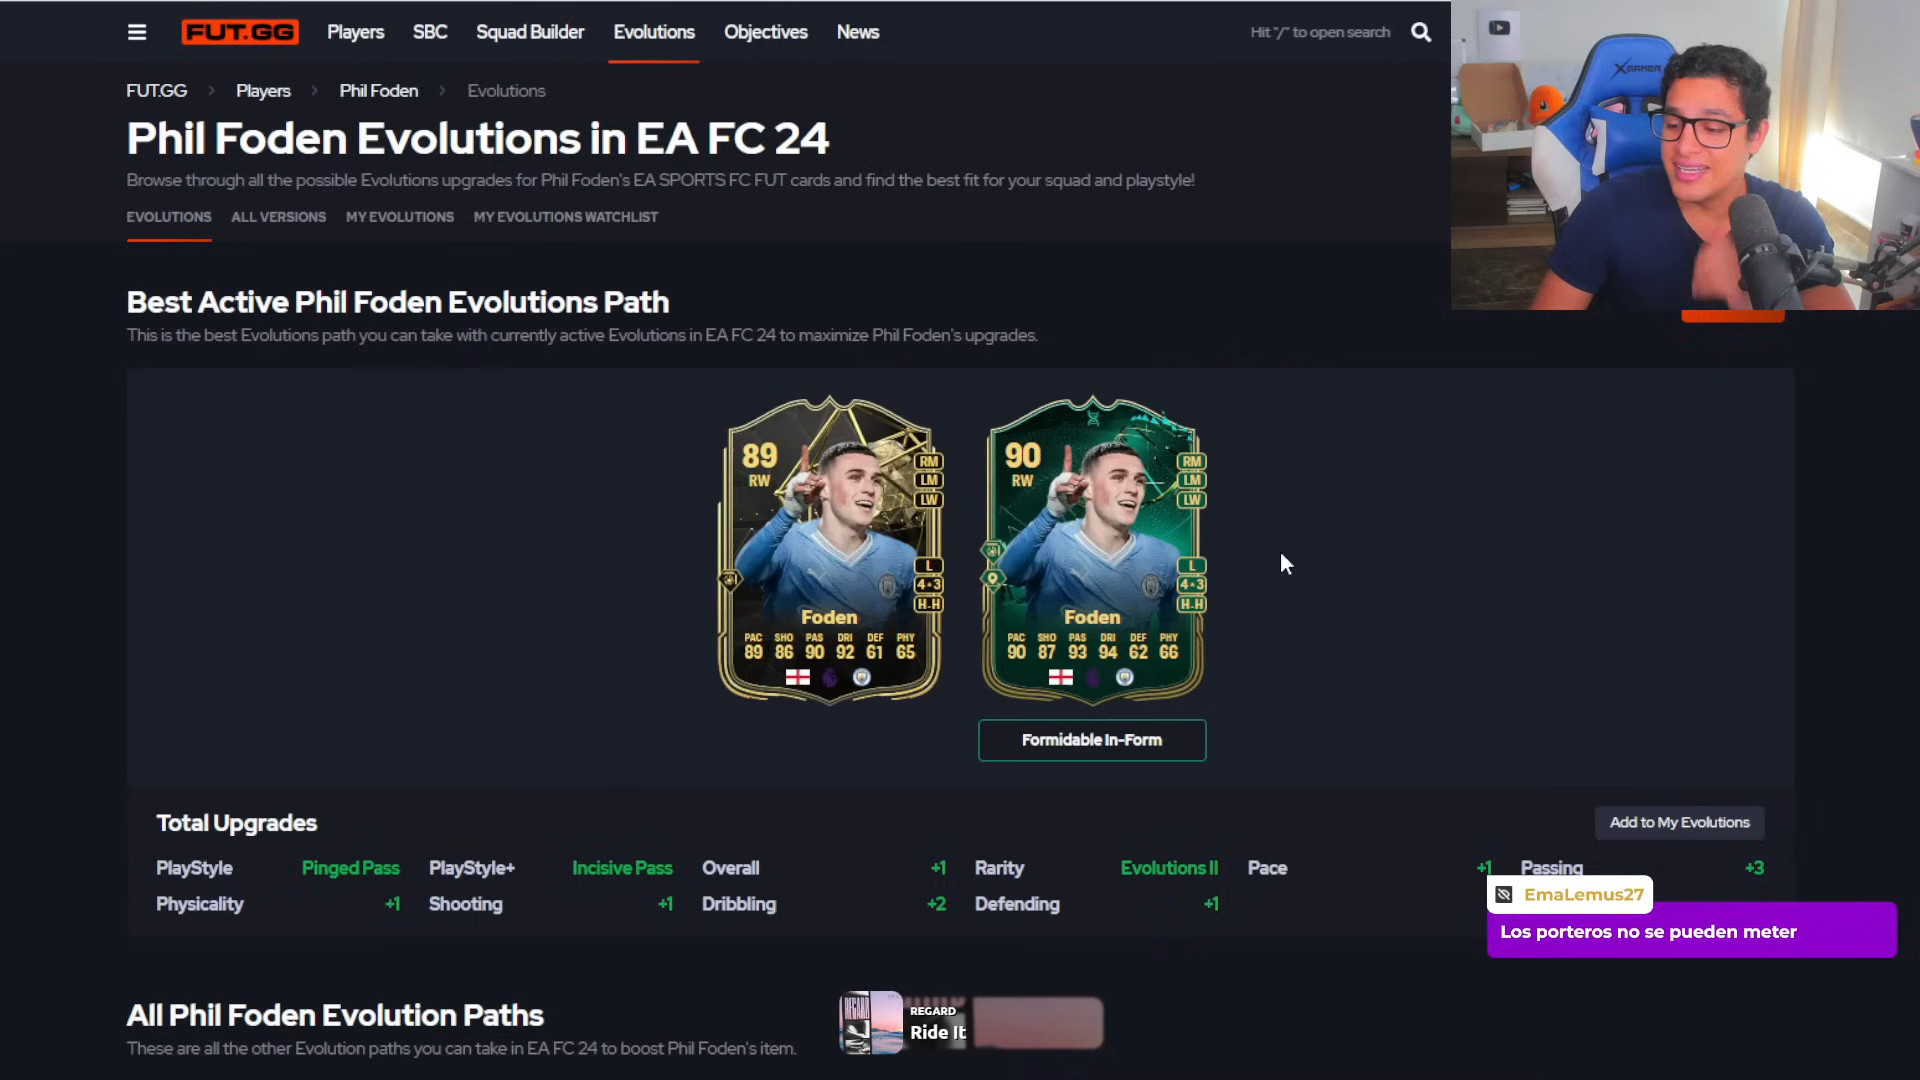 FUT.GG
Players
SBC
Squad Builder
Evolutions
Objectives
News
Hit "/" to open search
XGAMER
FUT.GG > Players > Phil Foden > Evolutions
Phil Foden Evolutions in EA FC 24
Browse through all the possible Evolutions upgrades for Phil Foden's EA SPORTS FC FUT cards and find the best fit for your squad and playstyle!
EVOLUTIONS
ALL VERSIONS
MY EVOLUTIONS
MY EVOLUTIONS WATCHLIST
Best Active Phil Foden Evolutions Path
This is the best Evolutions path you can take with currently active Evolutions in EA FC 24 to maximize Phil Foden's upgrades.
89
RW
RM
LM
LW
L
4★3
H-H
Foden
PAC SHO PAS DRI DEF PHY
89 86 90 92 61 65
90
RW
RM
LM
LW
L
4★3
H-H
Foden
PAC SHO PAS DRI DEF PHY
90 87 93 94 62 66
Formidable In-Form
Total Upgrades
Add to My Evolutions
PlayStyle Pinged Pass
PlayStyle+ Incisive Pass
Overall +1
Rarity Evolutions II
Pace +1
Passing +3
Physicality +1
Shooting +1
Dribbling +2
Defending +1
EmaLemus27
Los porteros no se pueden meter
All Phil Foden Evolution Paths
These are all the other Evolution paths you can take in EA FC 24 to boost Phil Foden's item.
REGARD
REGARD
Ride It